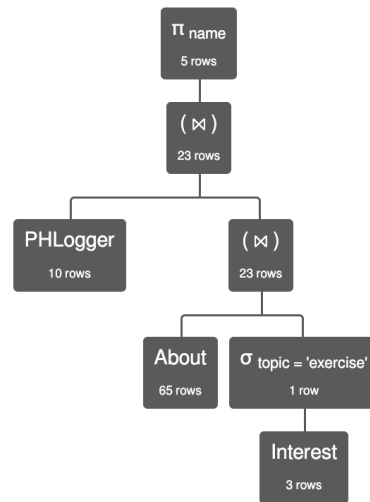 π name
5 rows
( ⋈ )
23 rows
PHLogger
10 rows
( ⋈ )
23 rows
About
65 rows
σ topic = 'exercise'
1 row
Interest
3 rows